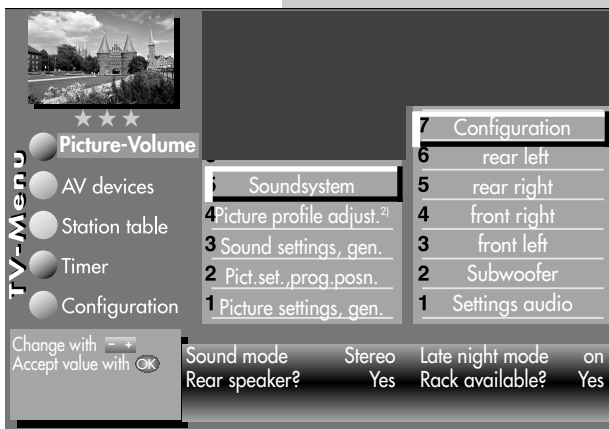 TV-Menu
Picture-Volume
AV devices
Station table
Timer
Configuration
5 Soundsystem
4 Picture profile adjust.2)
3 Sound settings, gen.
2 Pict.set.,prog.posn.
1 Picture settings, gen.
7 Configuration
6 rear left
5 rear right
4 front right
3 front left
2 Subwoofer
1 Settings audio
Change with - +
Accept value with OK
Sound mode Stereo Late night mode on
Rear speaker? Yes Rack available? Yes